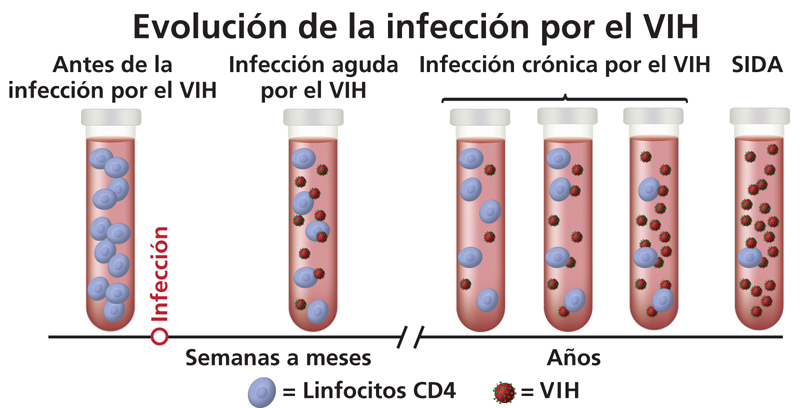 Evolución de la infección por el VIH
Antes de la
infección por el VIH
Infección aguda
por el VIH
Infección crónica por el VIH
SIDA
Infección
Semanas a meses
Años
= Linfocitos CD4
= VIH